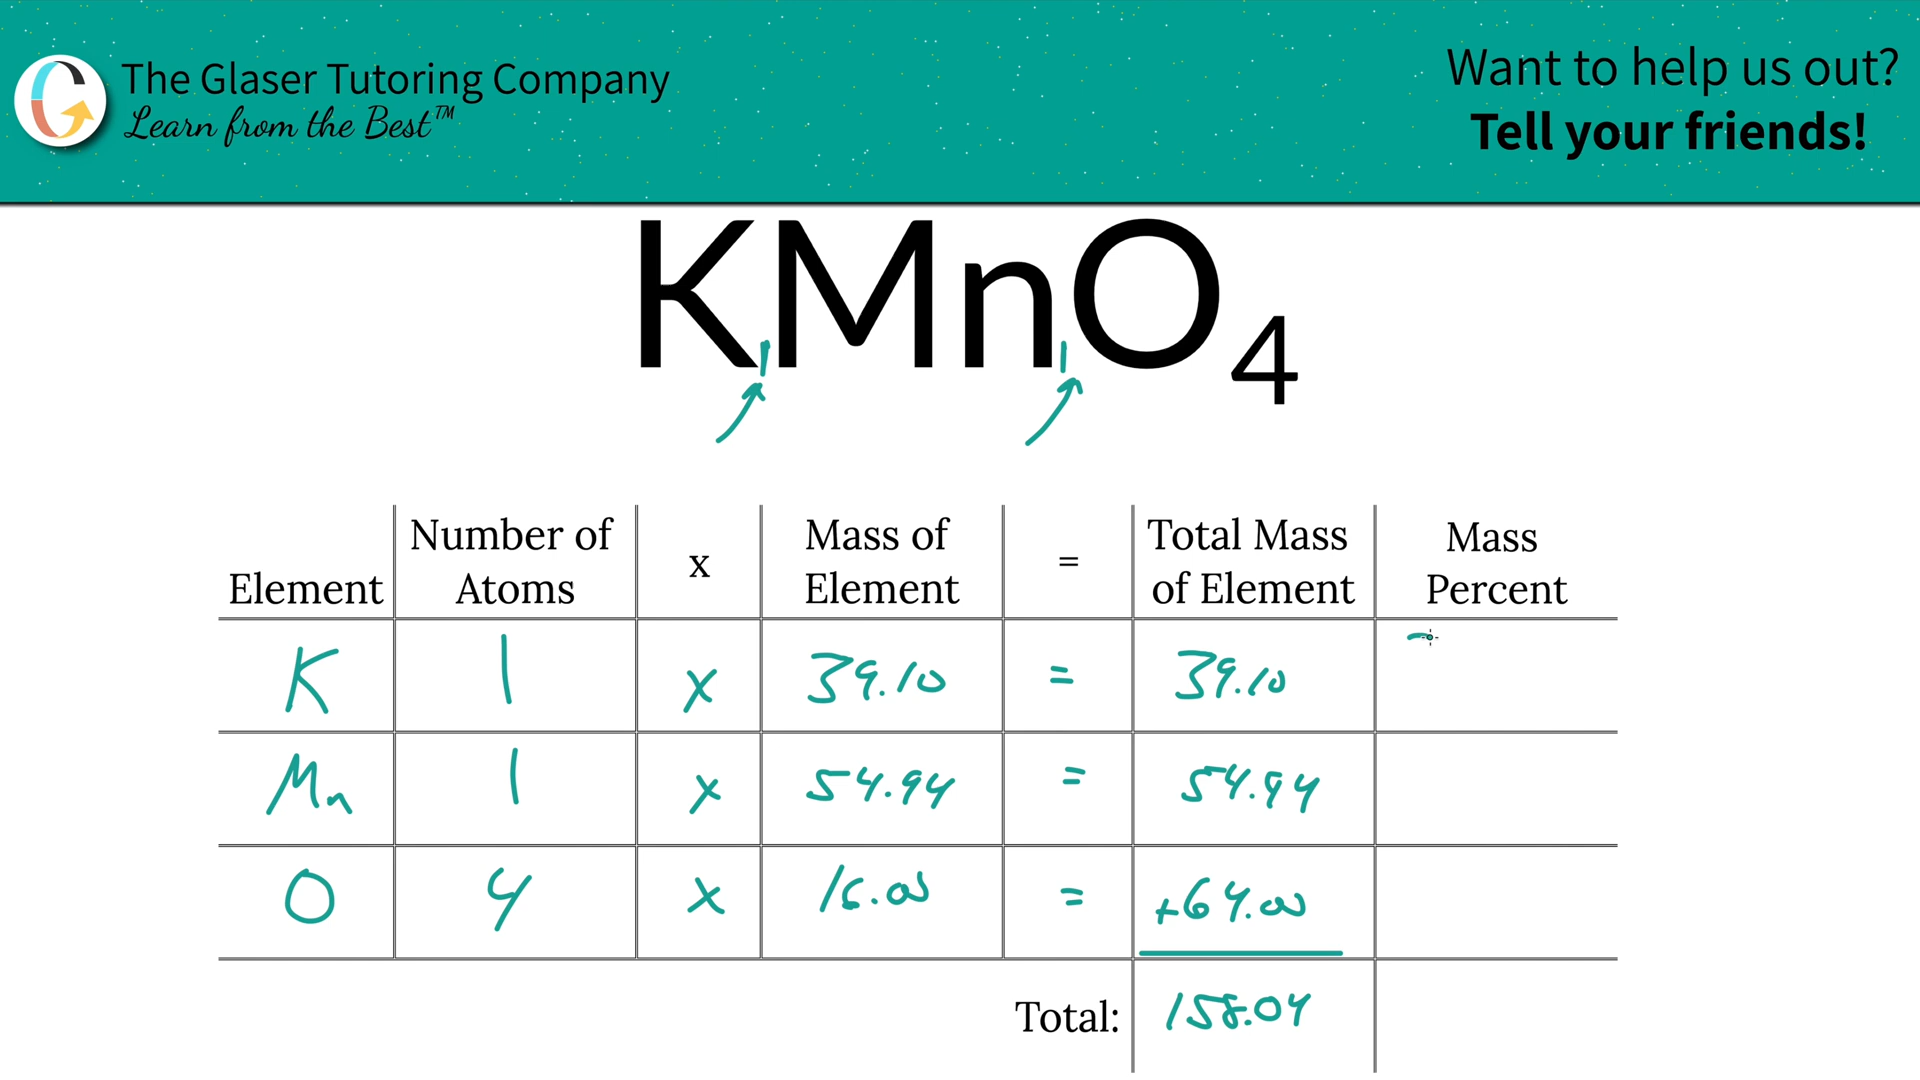 The Glaser Tutoring Company
Learn from the Best™
Want to help us out?
Tell your friends!
KMnO4
1 1
Element Number of Atoms x Mass of Element = Total Mass of Element Mass Percent
K 1 x 39.10 = 39.10
Mn 1 x 54.94 = 54.94
O 4 x 16.00 = +64.00
Total: 158.04